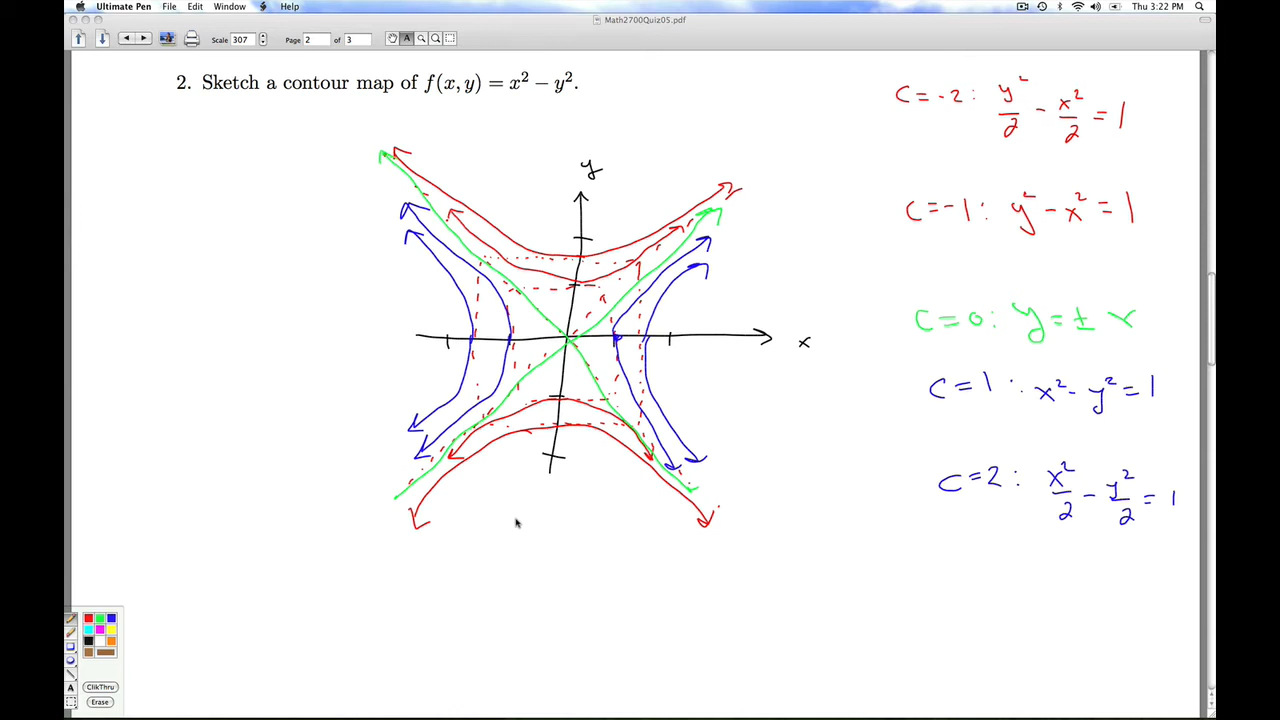 Ultimate Pen File Edit Window Help Thu 3:22 PM
Math2700Quiz05.pdf
Scale 307 Page 2 of 3 A
2. Sketch a contour map of f(x, y) = x² − y².
C = -2 : y²/2 - x²/2 = 1
C = -1 : y² - x² = 1
C = 0 : y = ± x
C = 1 : x² - y² = 1
C = 2 : x²/2 - y²/2 = 1
y
x
A
ClikThru
Erase